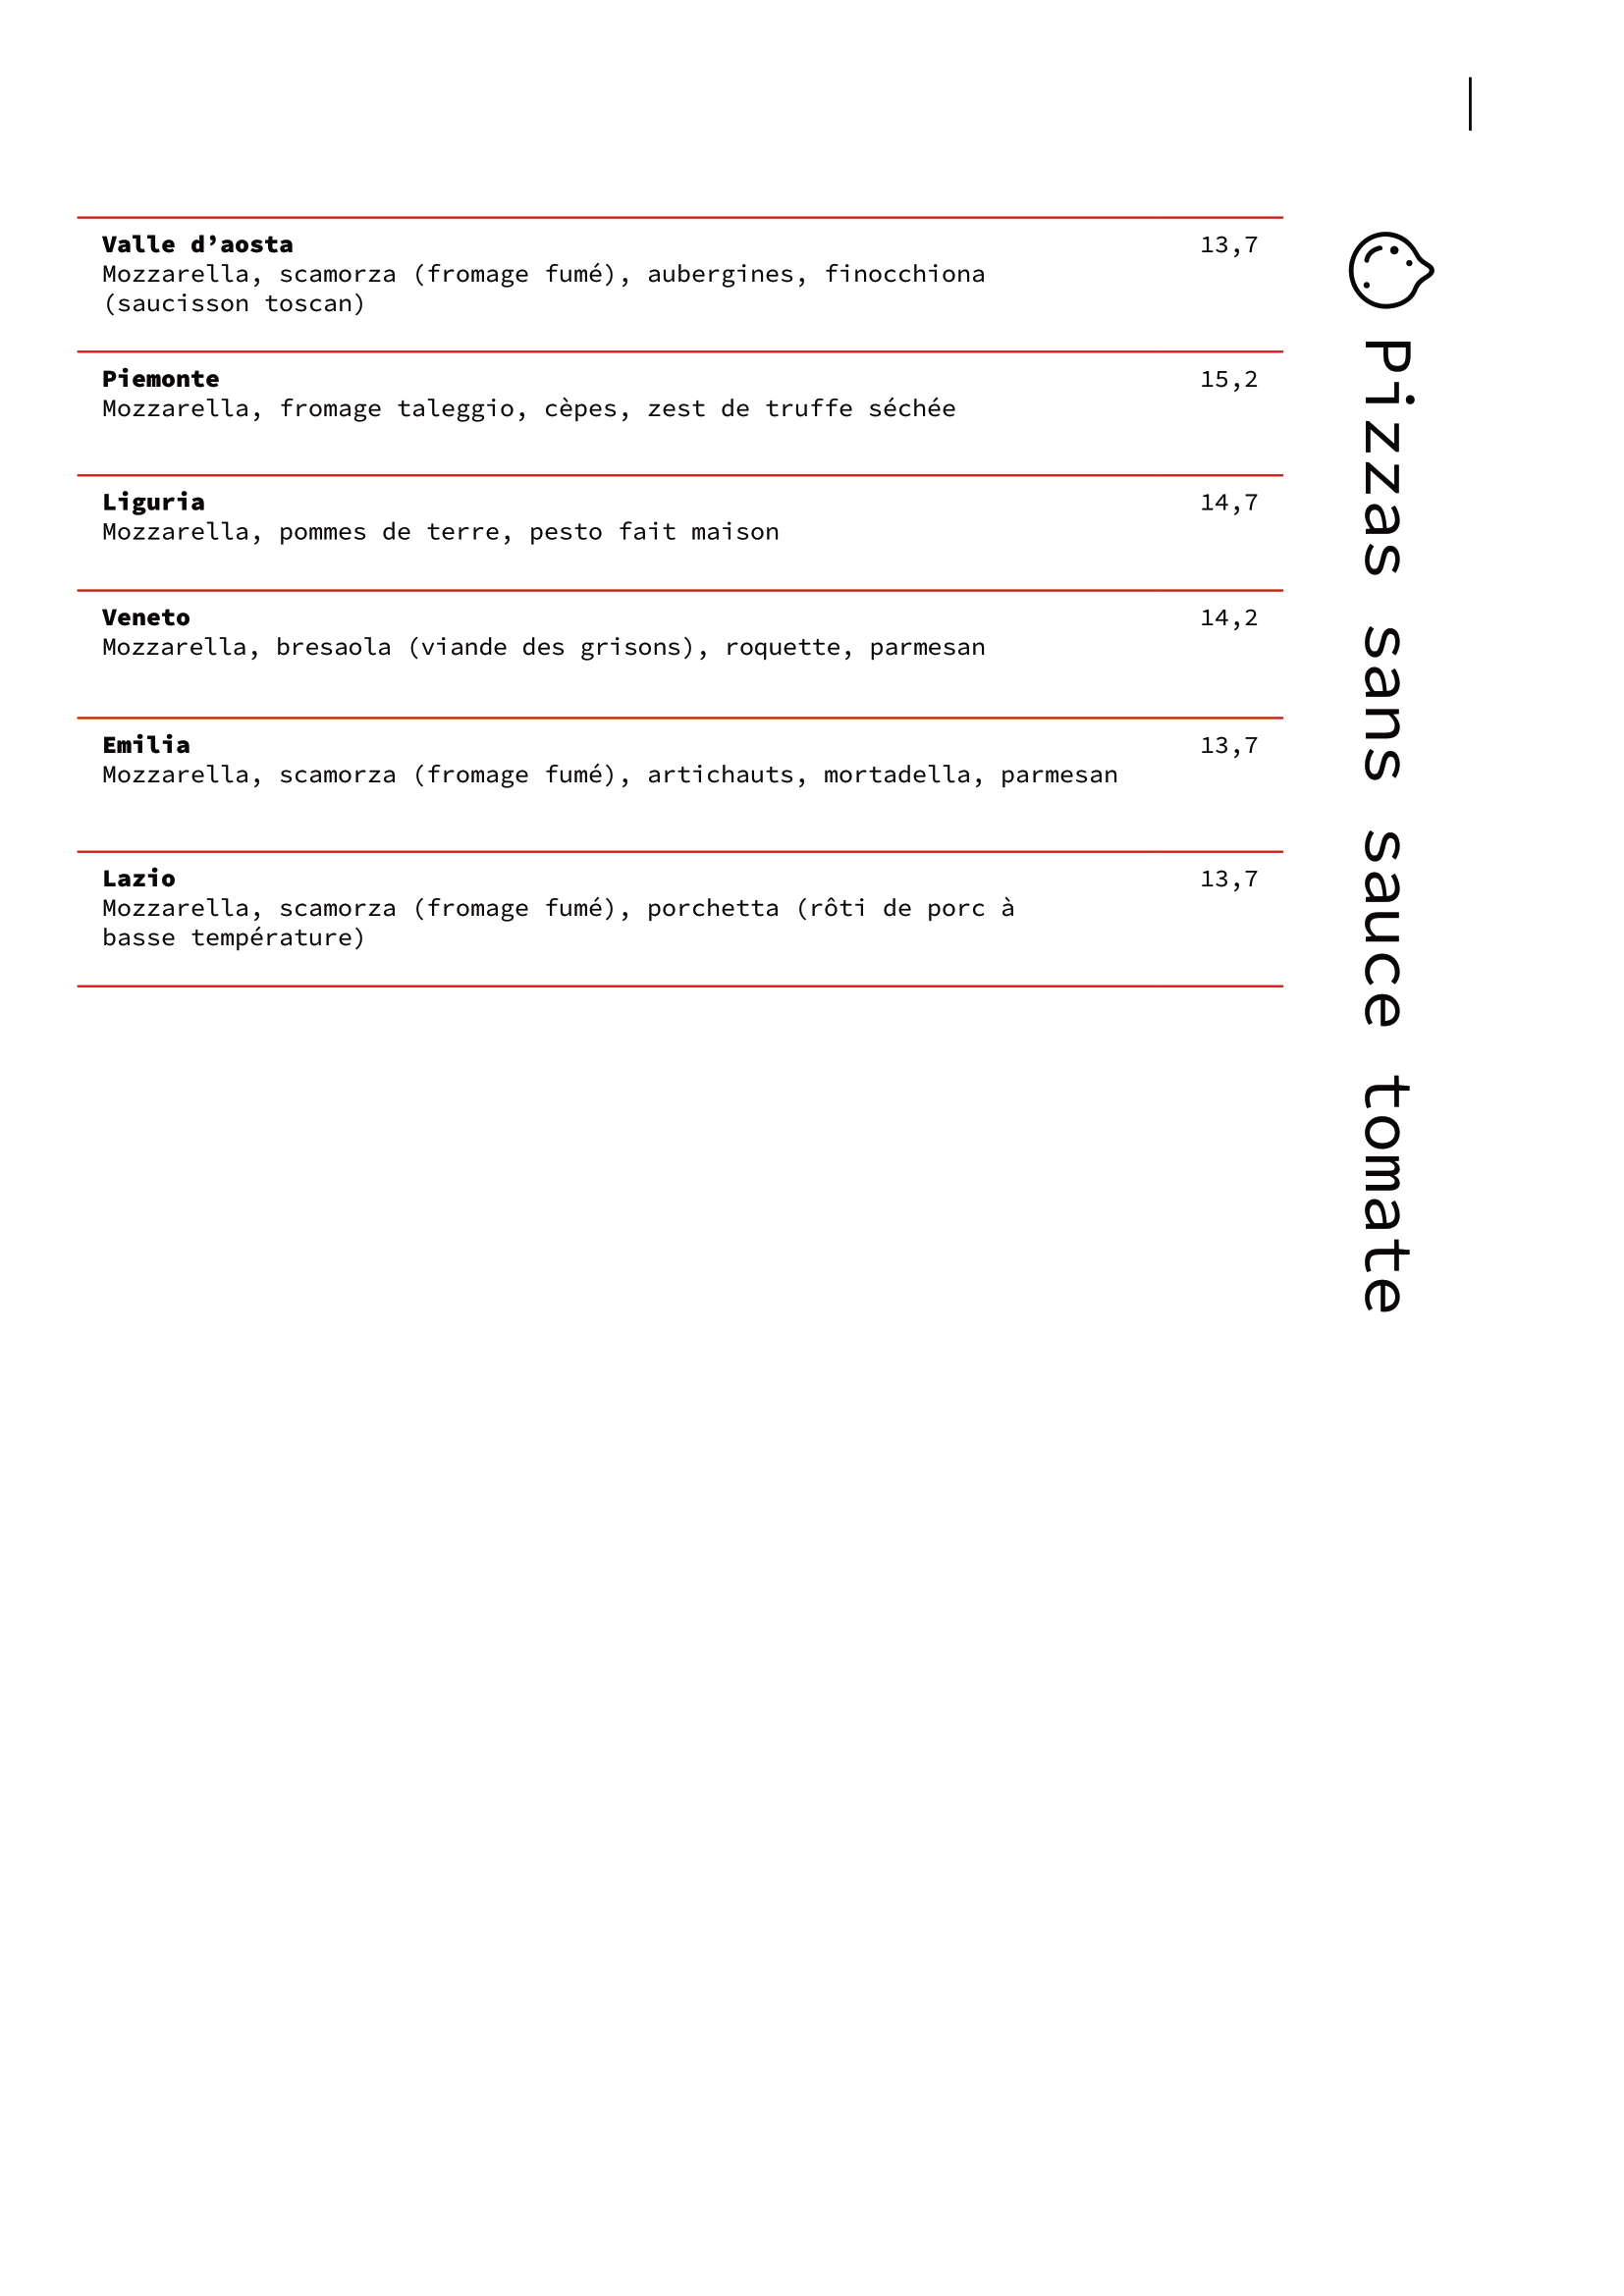 Pizzas sans sauce tomate
Valle d’aosta 13,7
Mozzarella, scamorza (fromage fumé), aubergines, finocchiona
(saucisson toscan)
Piemonte 15,2
Mozzarella, fromage taleggio, cèpes, zest de truffe séchée
Liguria 14,7
Mozzarella, pommes de terre, pesto fait maison
Veneto 14,2
Mozzarella, bresaola (viande des grisons), roquette, parmesan
Emilia 13,7
Mozzarella, scamorza (fromage fumé), artichauts, mortadella, parmesan
Lazio 13,7
Mozzarella, scamorza (fromage fumé), porchetta (rôti de porc à
basse température)